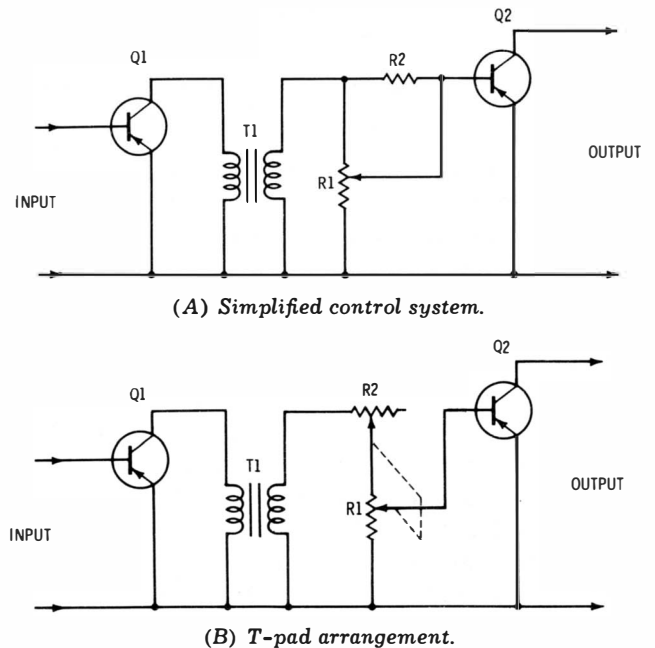 Q2
Q1
R2
T1
R1
OUTPUT
INPUT
(A) Simplified control system.
Q2
Q1
R2
T1
R1
OUTPUT
INPUT
(B) T-pad arrangement.